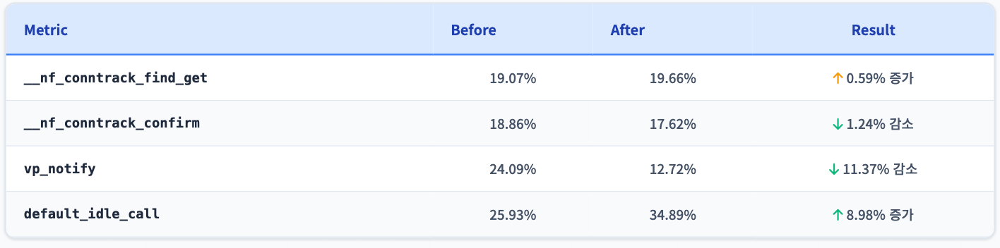 Metric Before After Result
__nf_conntrack_find_get 19.07% 19.66% ↑ 0.59% 증가
__nf_conntrack_confirm 18.86% 17.62% ↓ 1.24% 감소
vp_notify 24.09% 12.72% ↓ 11.37% 감소
default_idle_call 25.93% 34.89% ↑ 8.98% 증가